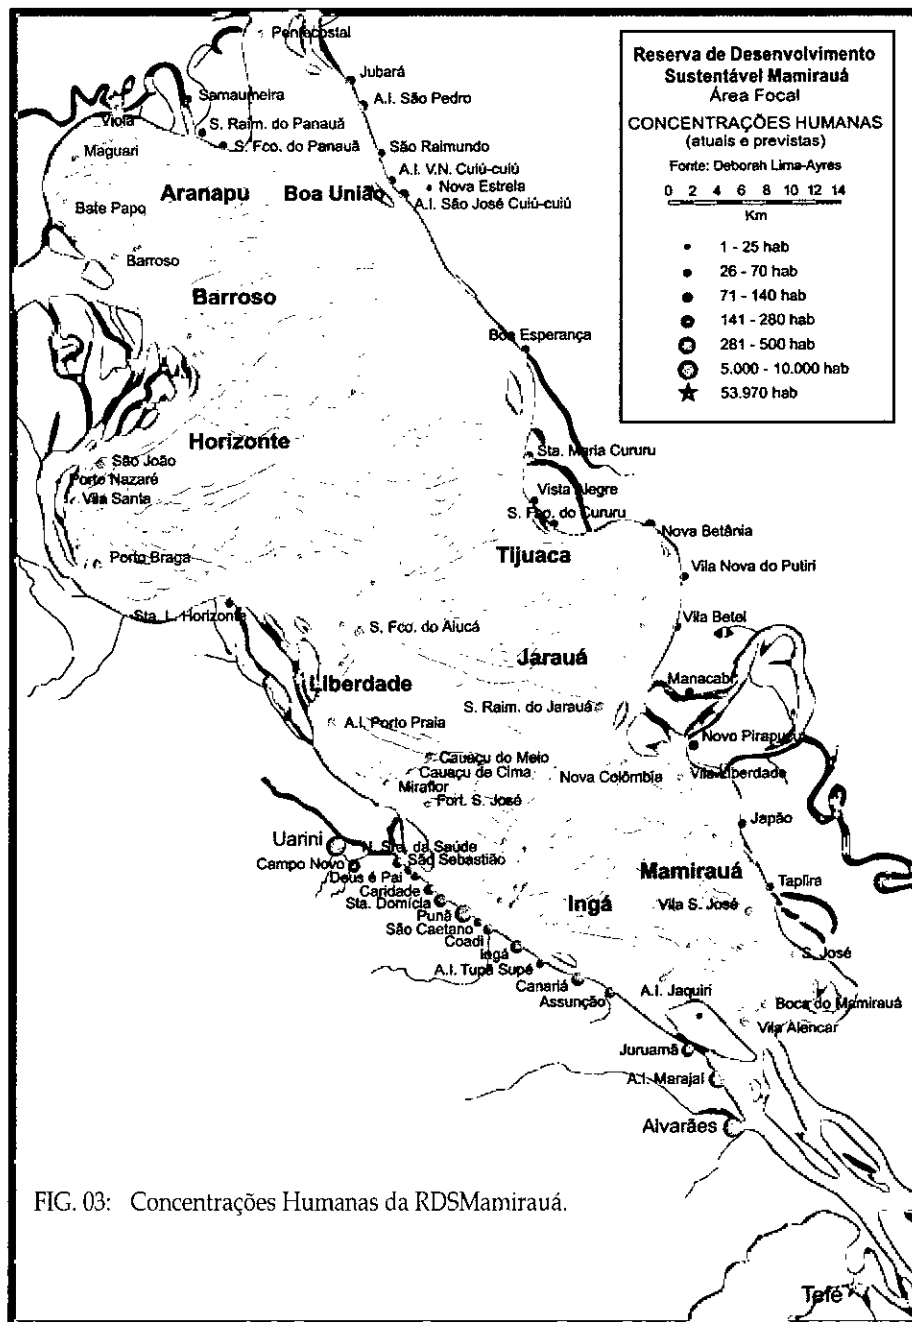 Reserva de Desenvolvimento
Sustentável Mamirauá
Área Focal
CONCENTRAÇÕES HUMANAS
(atuais e previstas)
Fonte: Deborah Lima-Ayres
0 2 4 6 8 10 12 14
Km
1 - 25 hab
26 - 70 hab
71 - 140 hab
141 - 280 hab
281 - 500 hab
5.000 - 10.000 hab
53.970 hab
Pentecostal
Jubará
Samaumeira
A.I. São Pedro
Viola
S. Raim. do Panauã
Maguari
S. Fco. do Panauã
São Raimundo
A.I. V.N. Cuiú-cuiú
Aranapu
Boa União
Nova Estrela
A.I. São José Cuiú-cuiú
Bate Papo
Barroso
Barroso
Boa Esperança
Horizonte
Sta. Maria Cururu
São João
Porto Nazaré
Vila Santa
Vista Alegre
S. Fco. do Cururu
Nova Betânia
Tijuaca
Porto Braga
Vila Nova do Putiri
Sta. L. Horizonte
Vila Betel
S. Fco. do Aiucá
Jarauá
Liberdade
Manacabi
S. Raim. do Jarauá
A.I. Porto Praia
Novo Pirapucu
Cauaçu do Meio
Cauaçu de Cima
Nova Colômbia
Vila Liberdade
Miraflor
Fort. S. José
Japão
Uarini
N. Sra. da Saúde
São Sebastião
Campo Novo
Deus é Pai
Mamirauá
Tapiira
Caridade
Sta. Domícia
Ingá
Vila S. José
Punã
São Caetano
Coadi
Ingá
S. José
A.I. Tupã Supé
Canariá
A.I. Jaquiri
Assunção
Boca do Mamirauá
Vila Alencar
Juruamã
A.I. Marajaí
Alvarães
FIG. 03: Concentrações Humanas da RDSMamirauá.
Tefé